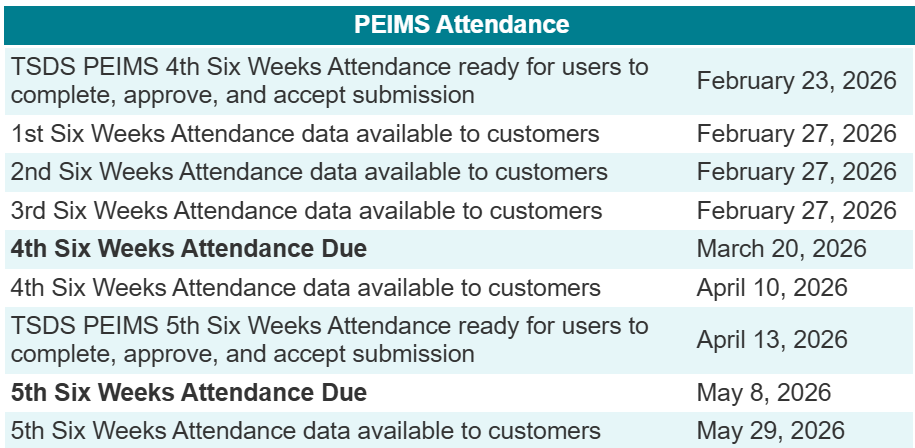 PEIMS Attendance
TSDS PEIMS 4th Six Weeks Attendance ready for users to
complete, approve, and accept submission
February 23, 2026
1st Six Weeks Attendance data available to customers
February 27, 2026
2nd Six Weeks Attendance data available to customers
February 27, 2026
3rd Six Weeks Attendance data available to customers
February 27, 2026
4th Six Weeks Attendance Due
March 20, 2026
4th Six Weeks Attendance data available to customers
April 10, 2026
TSDS PEIMS 5th Six Weeks Attendance ready for users to
complete, approve, and accept submission
April 13, 2026
5th Six Weeks Attendance Due
May 8, 2026
5th Six Weeks Attendance data available to customers
May 29, 2026